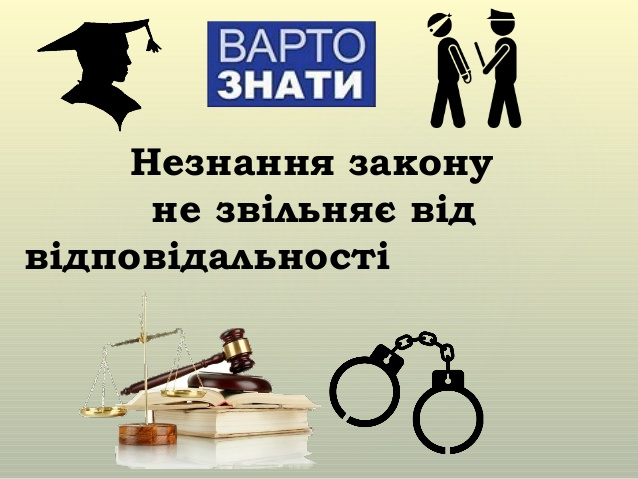 ВАРТО
ЗНАТИ
Незнання закону
не звільняє від
відповідальності